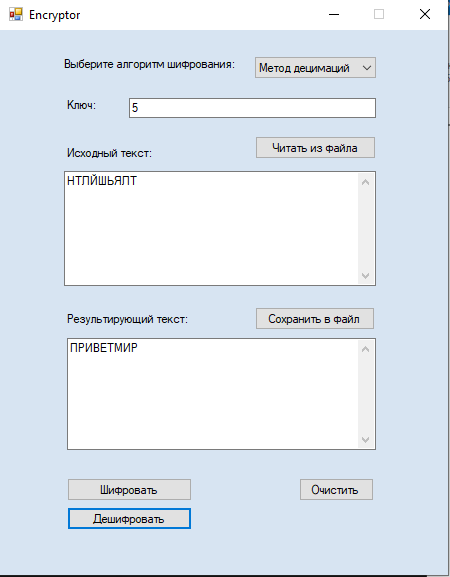 Encryptor
Выберите алгоритм шифрования: Метод децимаций
Ключ: 5
Исходный текст: Читать из файла
НТЛЙШЬЯЛТ
Результирующий текст: Сохранить в файл
ПРИВЕТМИР
Шифровать Очистить
Дешифровать